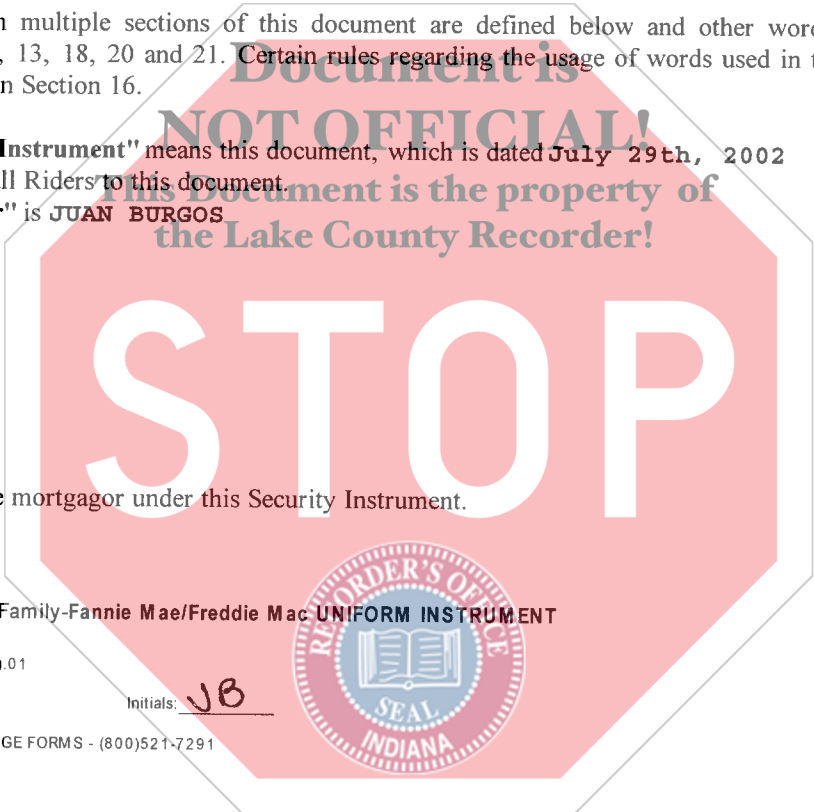 multiple sections of this document are defined below and other
, 13, 18, 20 and 21. Certain rules regarding the usage of words used in
n Section 16.
Document is
NOT OFFICIAL!
Instrument" means this document, which is dated July 29th, 2002
ll Riders to this document.
This Document is the property of
" is JUAN BURGOS
the Lake County Recorder!
STOP
mortgagor under this Security Instrument.
Family-Fannie Mae/Freddie Mac UNIFORM INSTRUMENT
.01
Initials: JB
GE FORMS - (800)521-7291
RECORDER'S OFFICE
SEAL
INDIANA